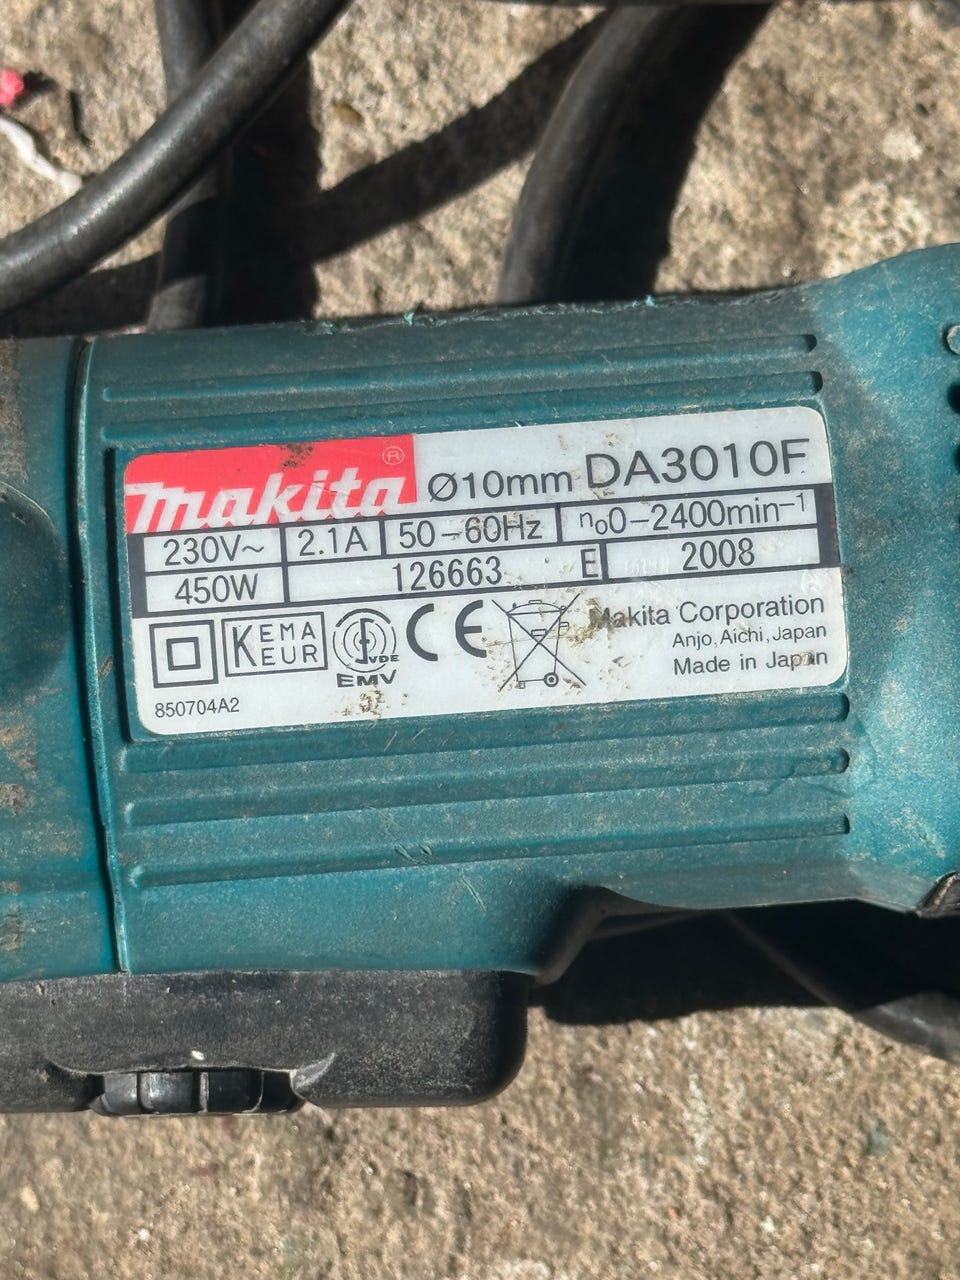 makita ® Ø10mm DA3010F
230V~ 2.1A 50-60Hz n₀0-2400min⁻¹
450W 126663 E 2008
KEMA
KEUR
VDE
EMV
CE
Makita Corporation
Anjo, Aichi, Japan
Made in Japan
850704A2